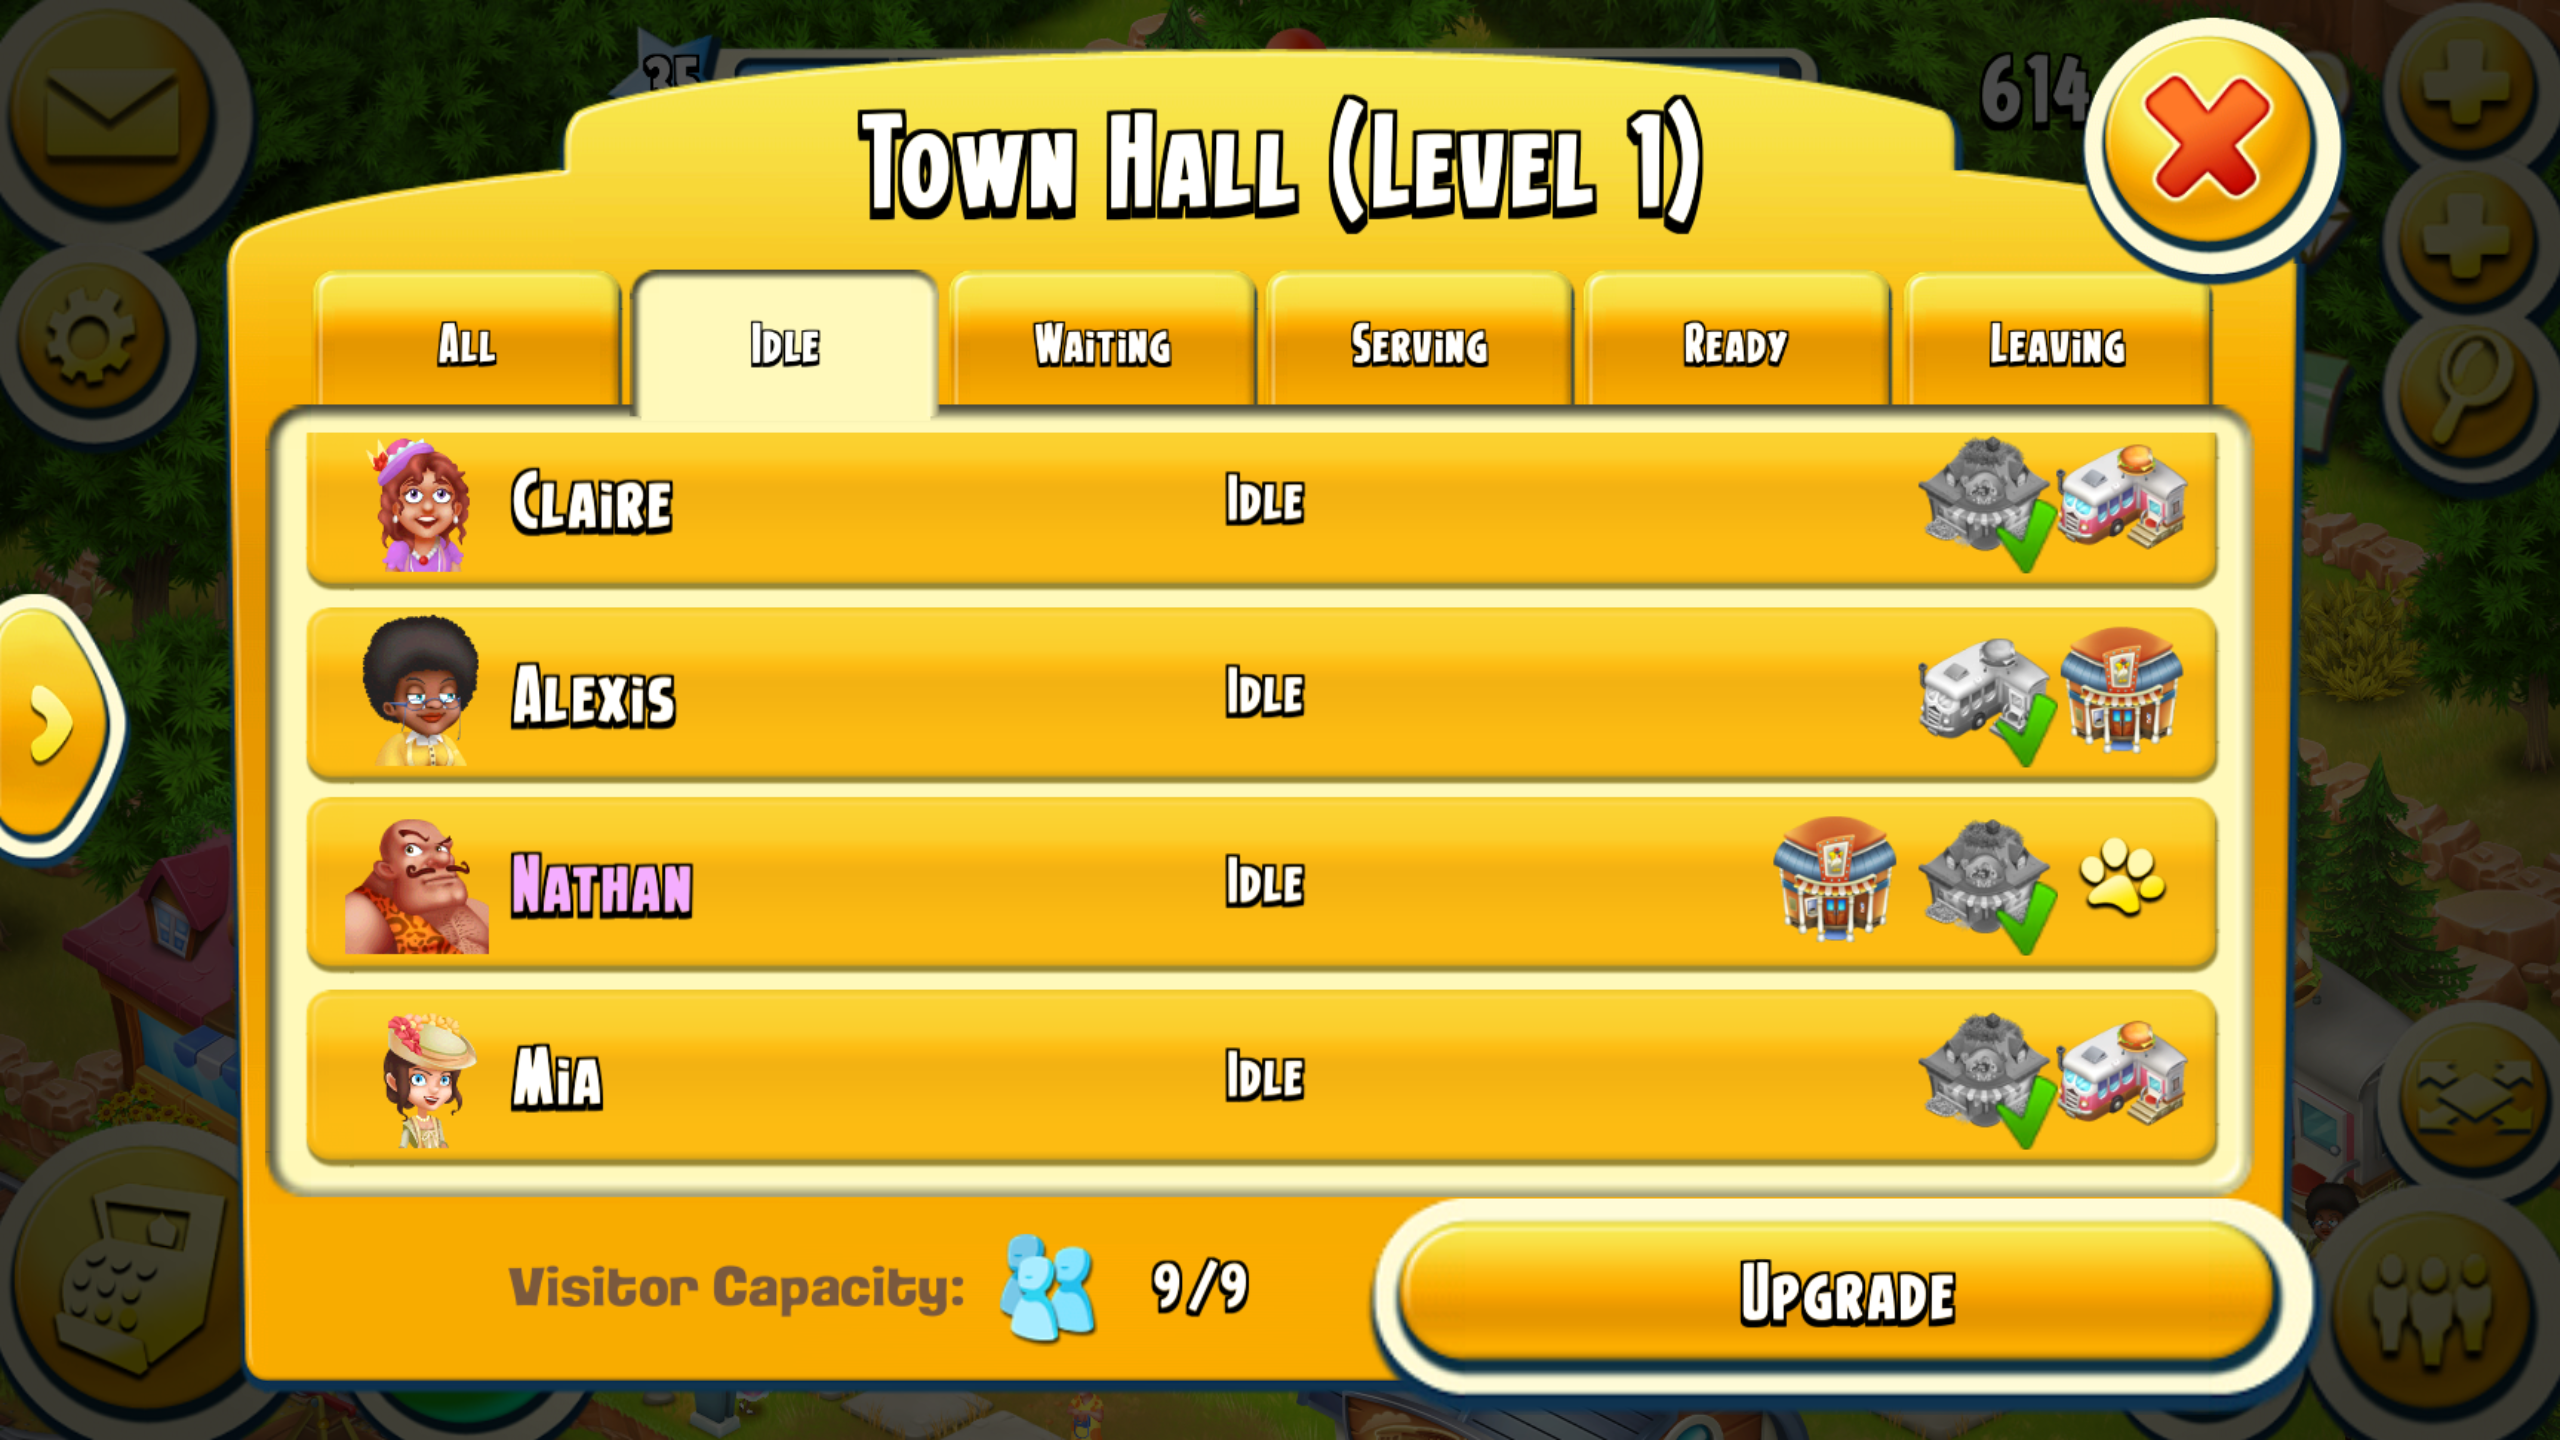 35
614
Town Hall (Level 1)
All
Idle
Waiting
Serving
Ready
Leaving
Claire
Idle
Alexis
Idle
Nathan
Idle
Mia
Idle
Visitor Capacity:
9/9
Upgrade